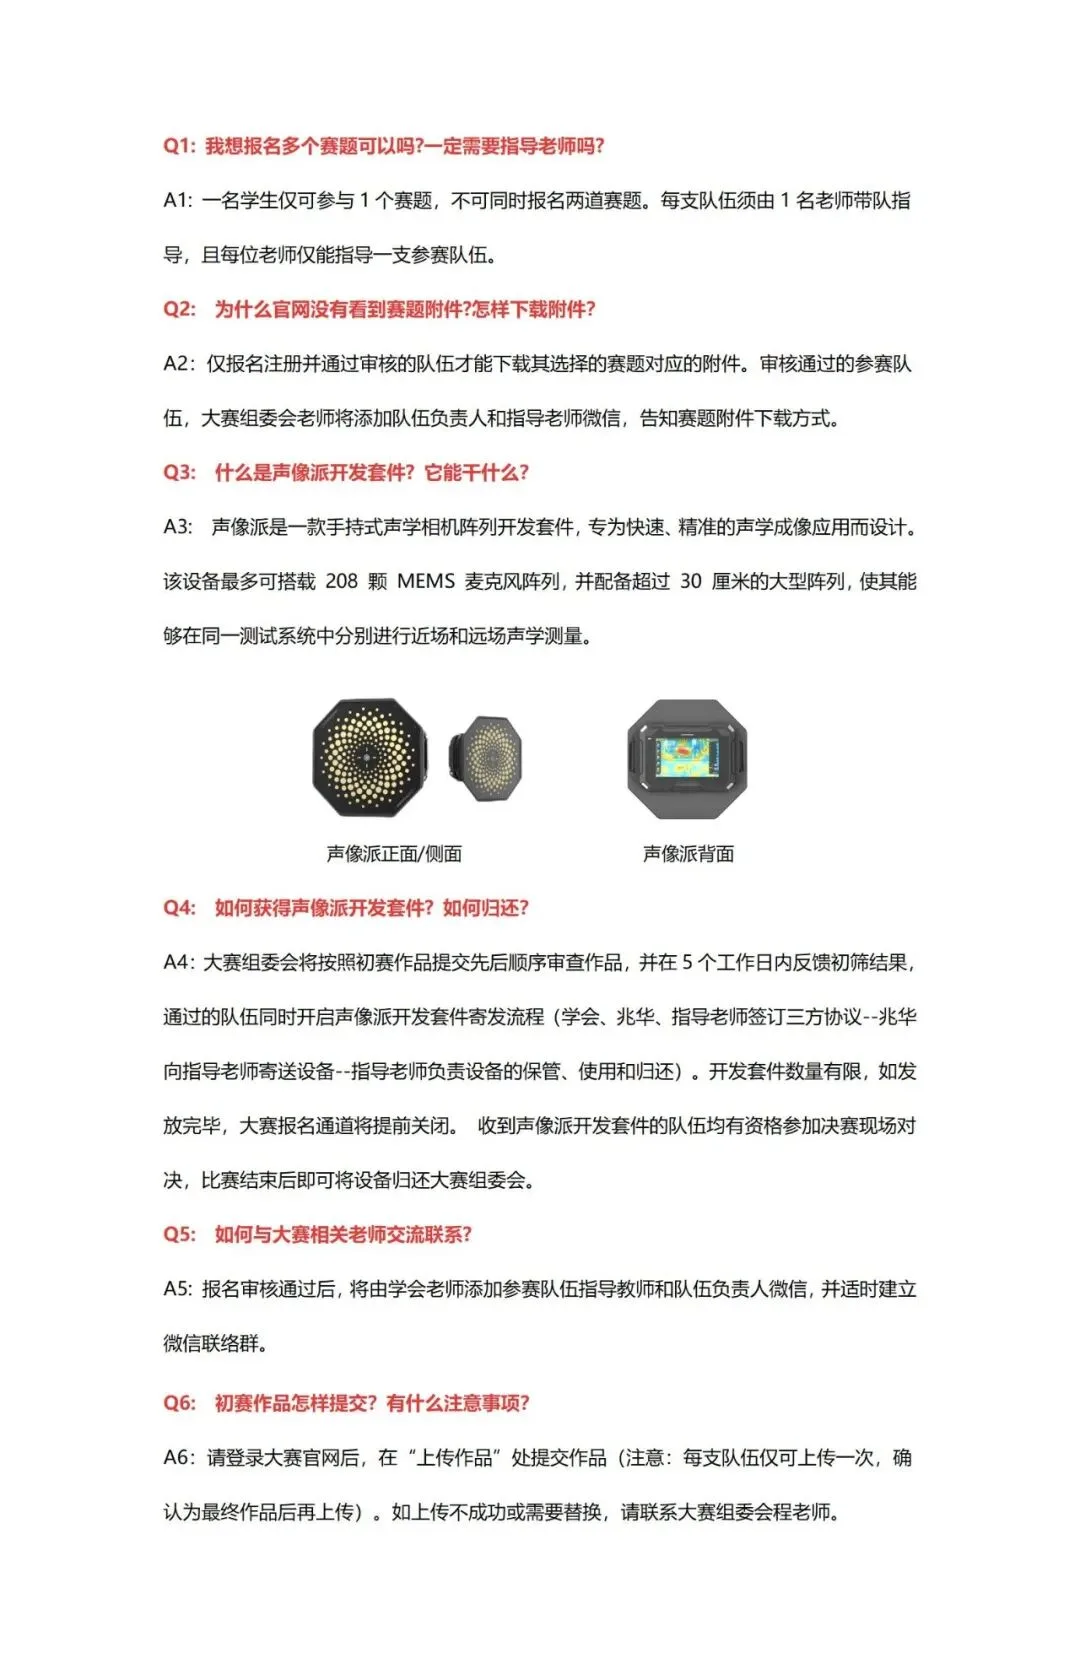 Q1: 我想报名多个赛题可以吗?一定需要指导老师吗?
A1: 一名学生仅可参与 1 个赛题，不可同时报名两道赛题。每支队伍须由 1 名老师带队指
导，且每位老师仅能指导一支参赛队伍。
Q2: 为什么官网没有看到赛题附件?怎样下载附件?
A2: 仅报名注册并通过审核的队伍才能下载其选择的赛题对应的附件。审核通过的参赛队
伍，大赛组委会老师将添加队伍负责人和指导老师微信，告知赛题附件下载方式。
Q3: 什么是声像派开发套件? 它能干什么?
A3: 声像派是一款手持式声学相机阵列开发套件，专为快速、精准的声学成像应用而设计。
该设备最多可搭载 208 颗 MEMS 麦克风阵列，并配备超过 30 厘米的大型阵列，使其能
够在同一测试系统中分别进行近场和远场声学测量。
声像派正面/侧面 声像派背面
Q4: 如何获得声像派开发套件? 如何归还?
A4: 大赛组委会将按照初赛作品提交先后顺序审查作品，并在 5 个工作日内反馈初筛结果，
通过的队伍同时开启声像派开发套件寄发流程（学会、兆华、指导老师签订三方协议--兆华
向指导老师寄送设备--指导老师负责设备的保管、使用和归还）。开发套件数量有限，如发
放完毕，大赛报名通道将提前关闭。 收到声像派开发套件的队伍均有资格参加决赛现场对
决，比赛结束后即可将设备归还大赛组委会。
Q5: 如何与大赛相关老师交流联系?
A5: 报名审核通过后，将由学会老师添加参赛队伍指导教师和队伍负责人微信，并适时建立
微信联络群。
Q6: 初赛作品怎样提交? 有什么注意事项?
A6: 请登录大赛官网后，在“上传作品”处提交作品（注意：每支队伍仅可上传一次，确
认为最终作品后再上传）。如上传不成功或需要替换，请联系大赛组委会程老师。